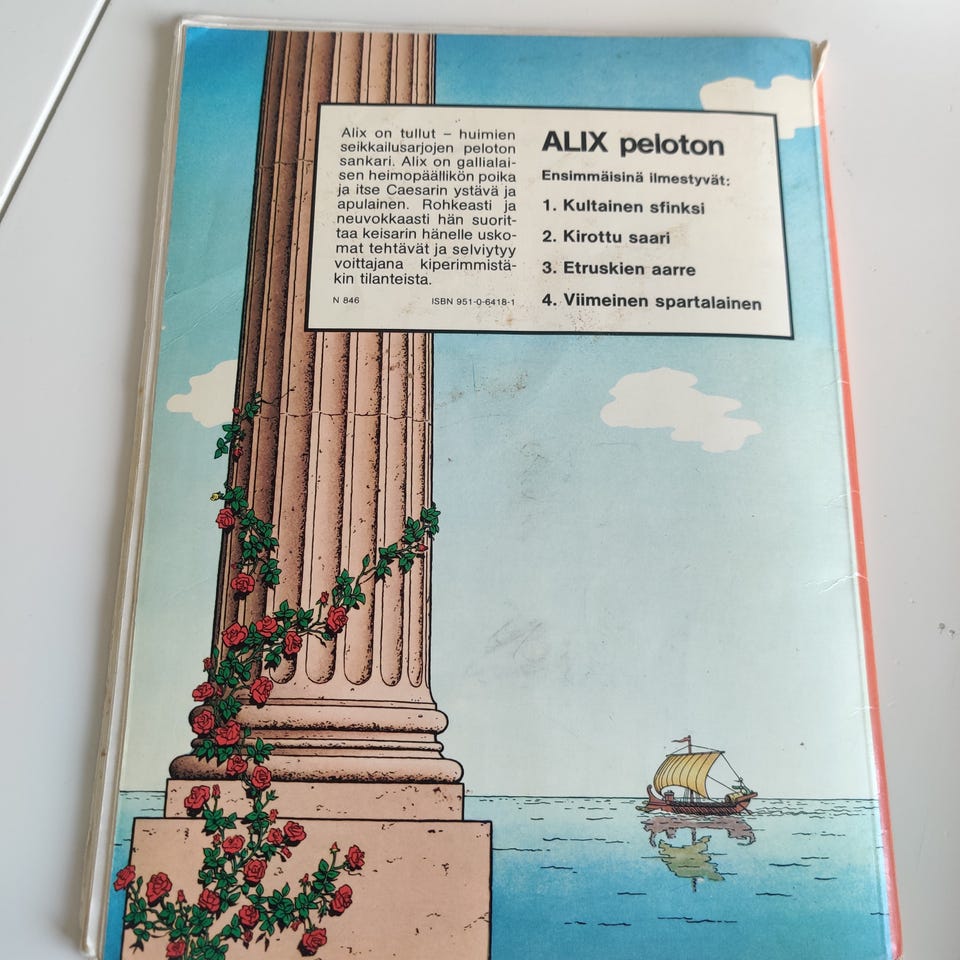 Alix on tullut – huimien
seikkailusarjojen peloton
sankari. Alix on gallialai-
sen heimopäällikön poika
ja itse Caesarin ystävä ja
apulainen. Rohkeasti ja
neuvokkaasti hän suorit-
taa keisarin hänelle usko-
mat tehtävät ja selviytyy
voittajana kiperimmistä-
kin tilanteista.
N 846 ISBN 951-0-6418-1
ALIX peloton
Ensimmäisinä ilmestyvät:
1. Kultainen sfinksi
2. Kirottu saari
3. Etruskien aarre
4. Viimeinen spartalainen